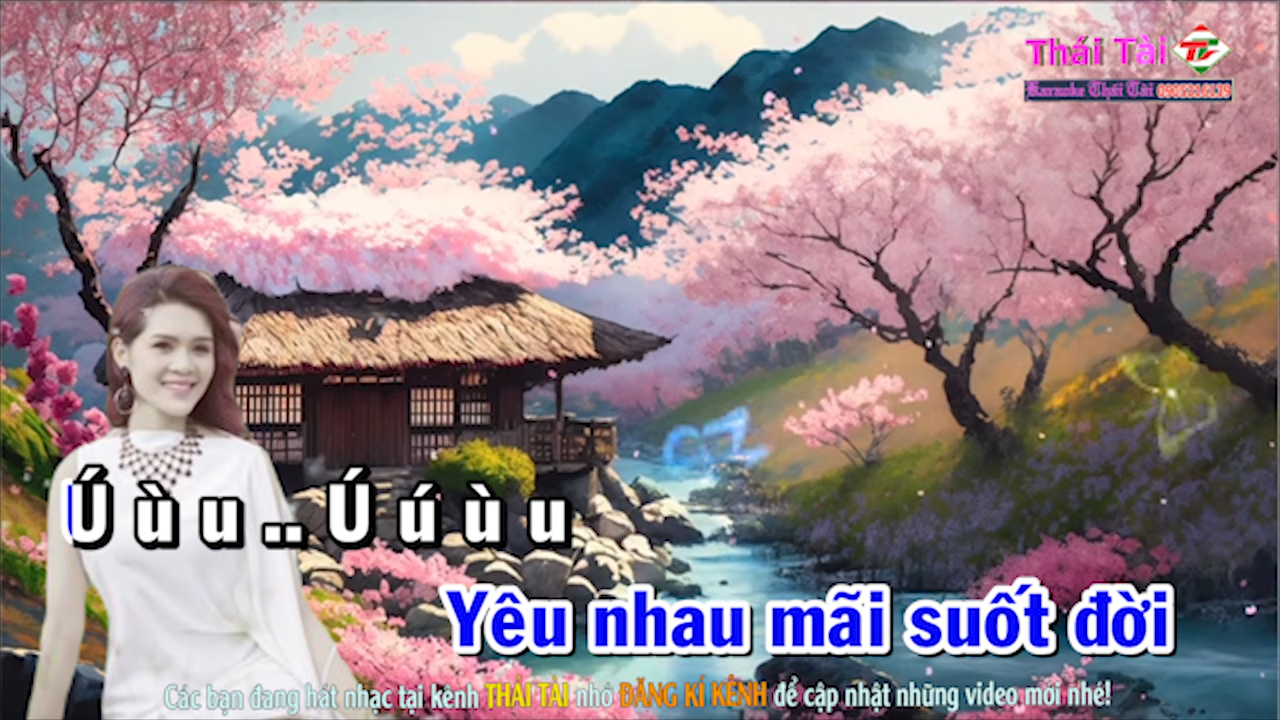 Thái Tài
Karaoke Thái Tài
Ú ù u .. Ú ú ù u
Yêu nhau mãi suốt đời
Các bạn đang hát nhạc tại kênh THÁI TÀI nhớ ĐĂNG KÍ KÊNH để cập nhật những video mới nhé!